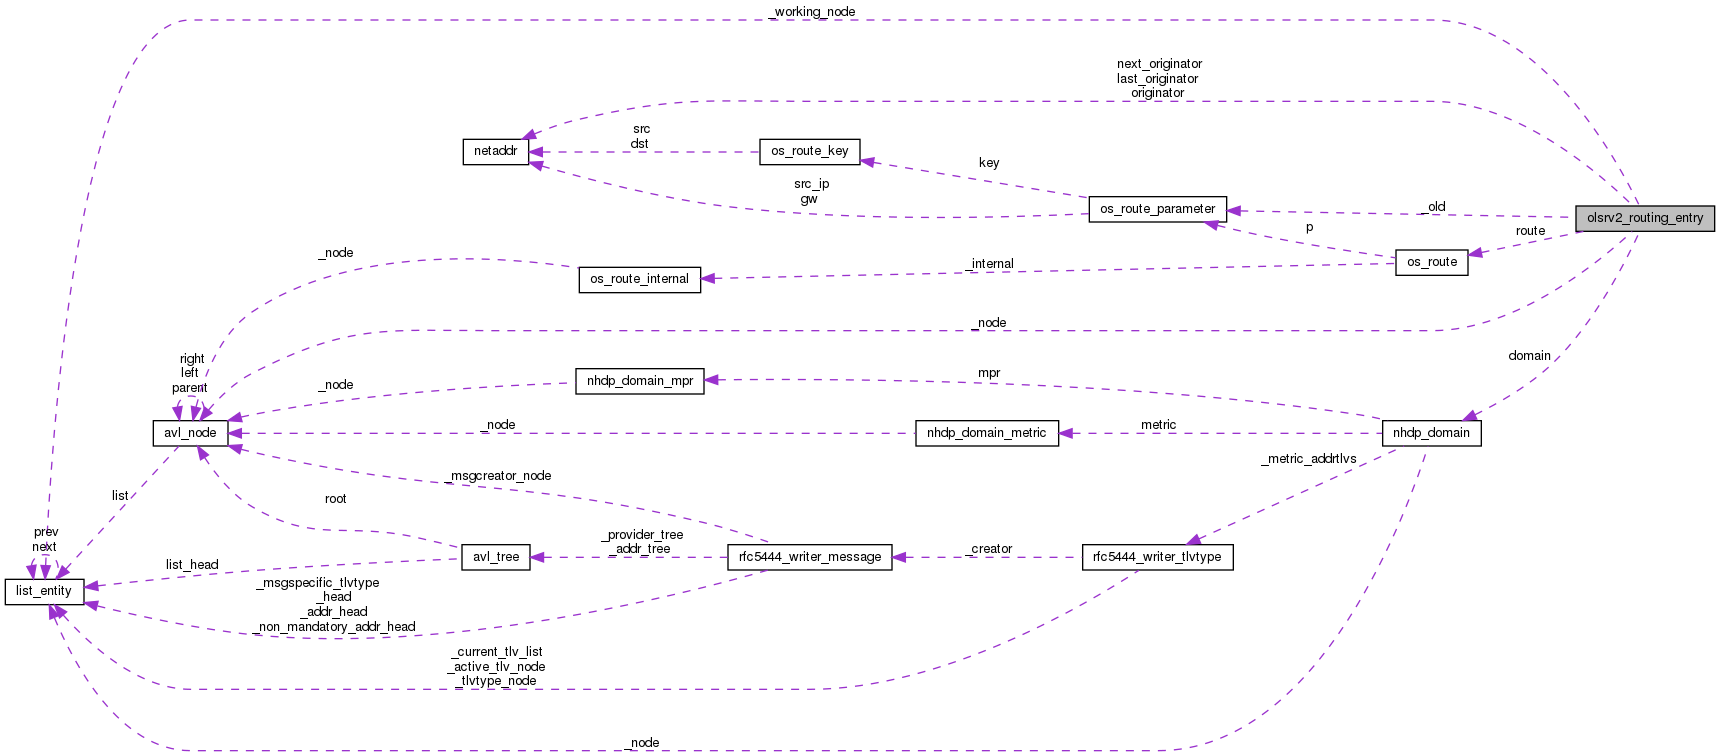 _working_node
next_originator
last_originator
originator
src
dst
netaddr
os_route_key
key
src_ip
gw
os_route_parameter
_old
olsrv2_routing_entry
p
route
_node
_internal
os_route
os_route_internal
_node
domain
right
left
parent
_node
nhdp_domain_mpr
mpr
avl_node
_node
nhdp_domain_metric
metric
nhdp_domain
_metric_addrtlvs
_msgcreator_node
list
root
prev
next
_provider_tree
_addr_tree
_creator
avl_tree
rfc5444_writer_message
rfc5444_writer_tlvtype
list_head
list_entity
_msgspecific_tlvtype
_head
_addr_head
_non_mandatory_addr_head
_current_tlv_list
_active_tlv_node
_tlvtype_node
_node